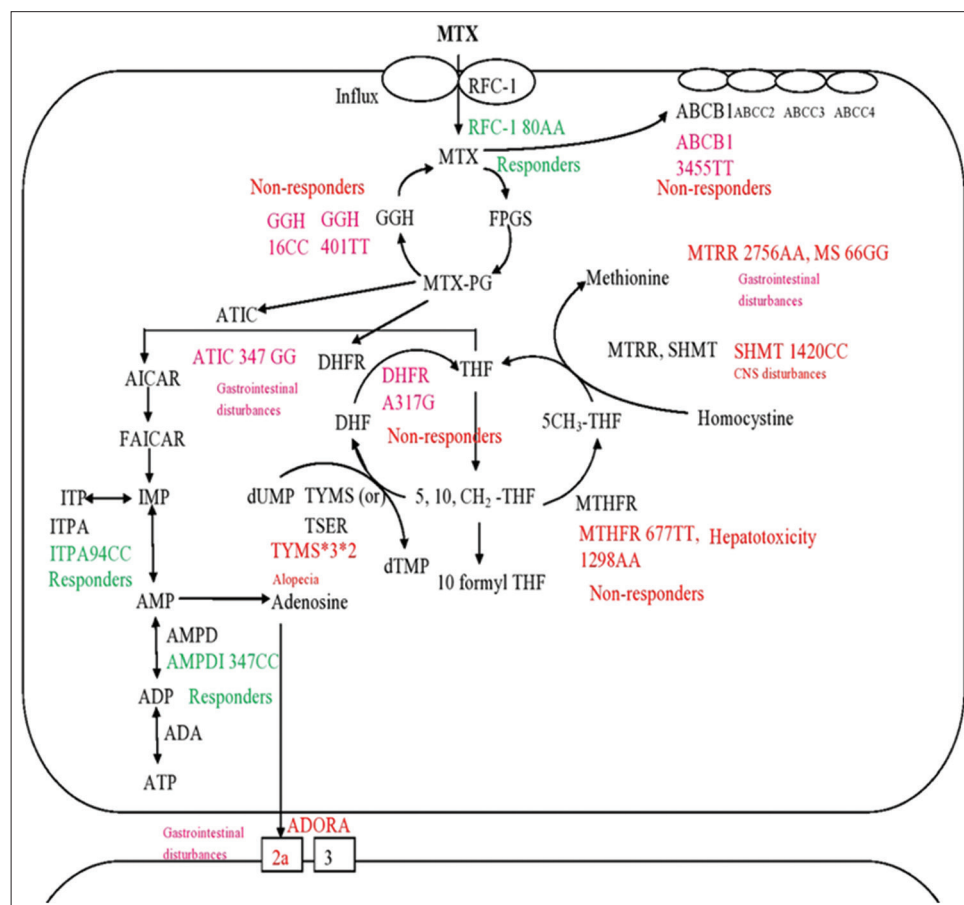 MTX
Influx
RFC-1
RFC-1 80AA
MTX
Responders
ABCB1
ABCC2
ABCC3
ABCC4
ABCB1
3455TT
Non-responders
Non-responders
GGH
16CC
GGH
401TT
GGH
FPGS
MTX-PG
MTRR 2756AA, MS 66GG
Methionine
Gastrointestinal
disturbances
ATIC
ATIC 347 GG
Gastrointestinal
disturbances
DHFR
THF
MTRR, SHMT
SHMT 1420CC
CNS disturbances
AICAR
DHFR
A317G
DHF
Non-responders
5CH₃-THF
Homocystine
FAICAR
ITP
IMP
dUMP
TYMS (or)
TSER
5, 10, CH₂ -THF
MTHFR
ITPA
ITPA94CC
Responders
TYMS*3*2
Alopecia
dTMP
10 formyl THF
MTHFR 677TT,
1298AA
Hepatotoxicity
Non-responders
AMP
Adenosine
AMPD
AMPDI 347CC
ADP
Responders
ADA
ATP
Gastrointestinal
disturbances
ADORA
2a
3